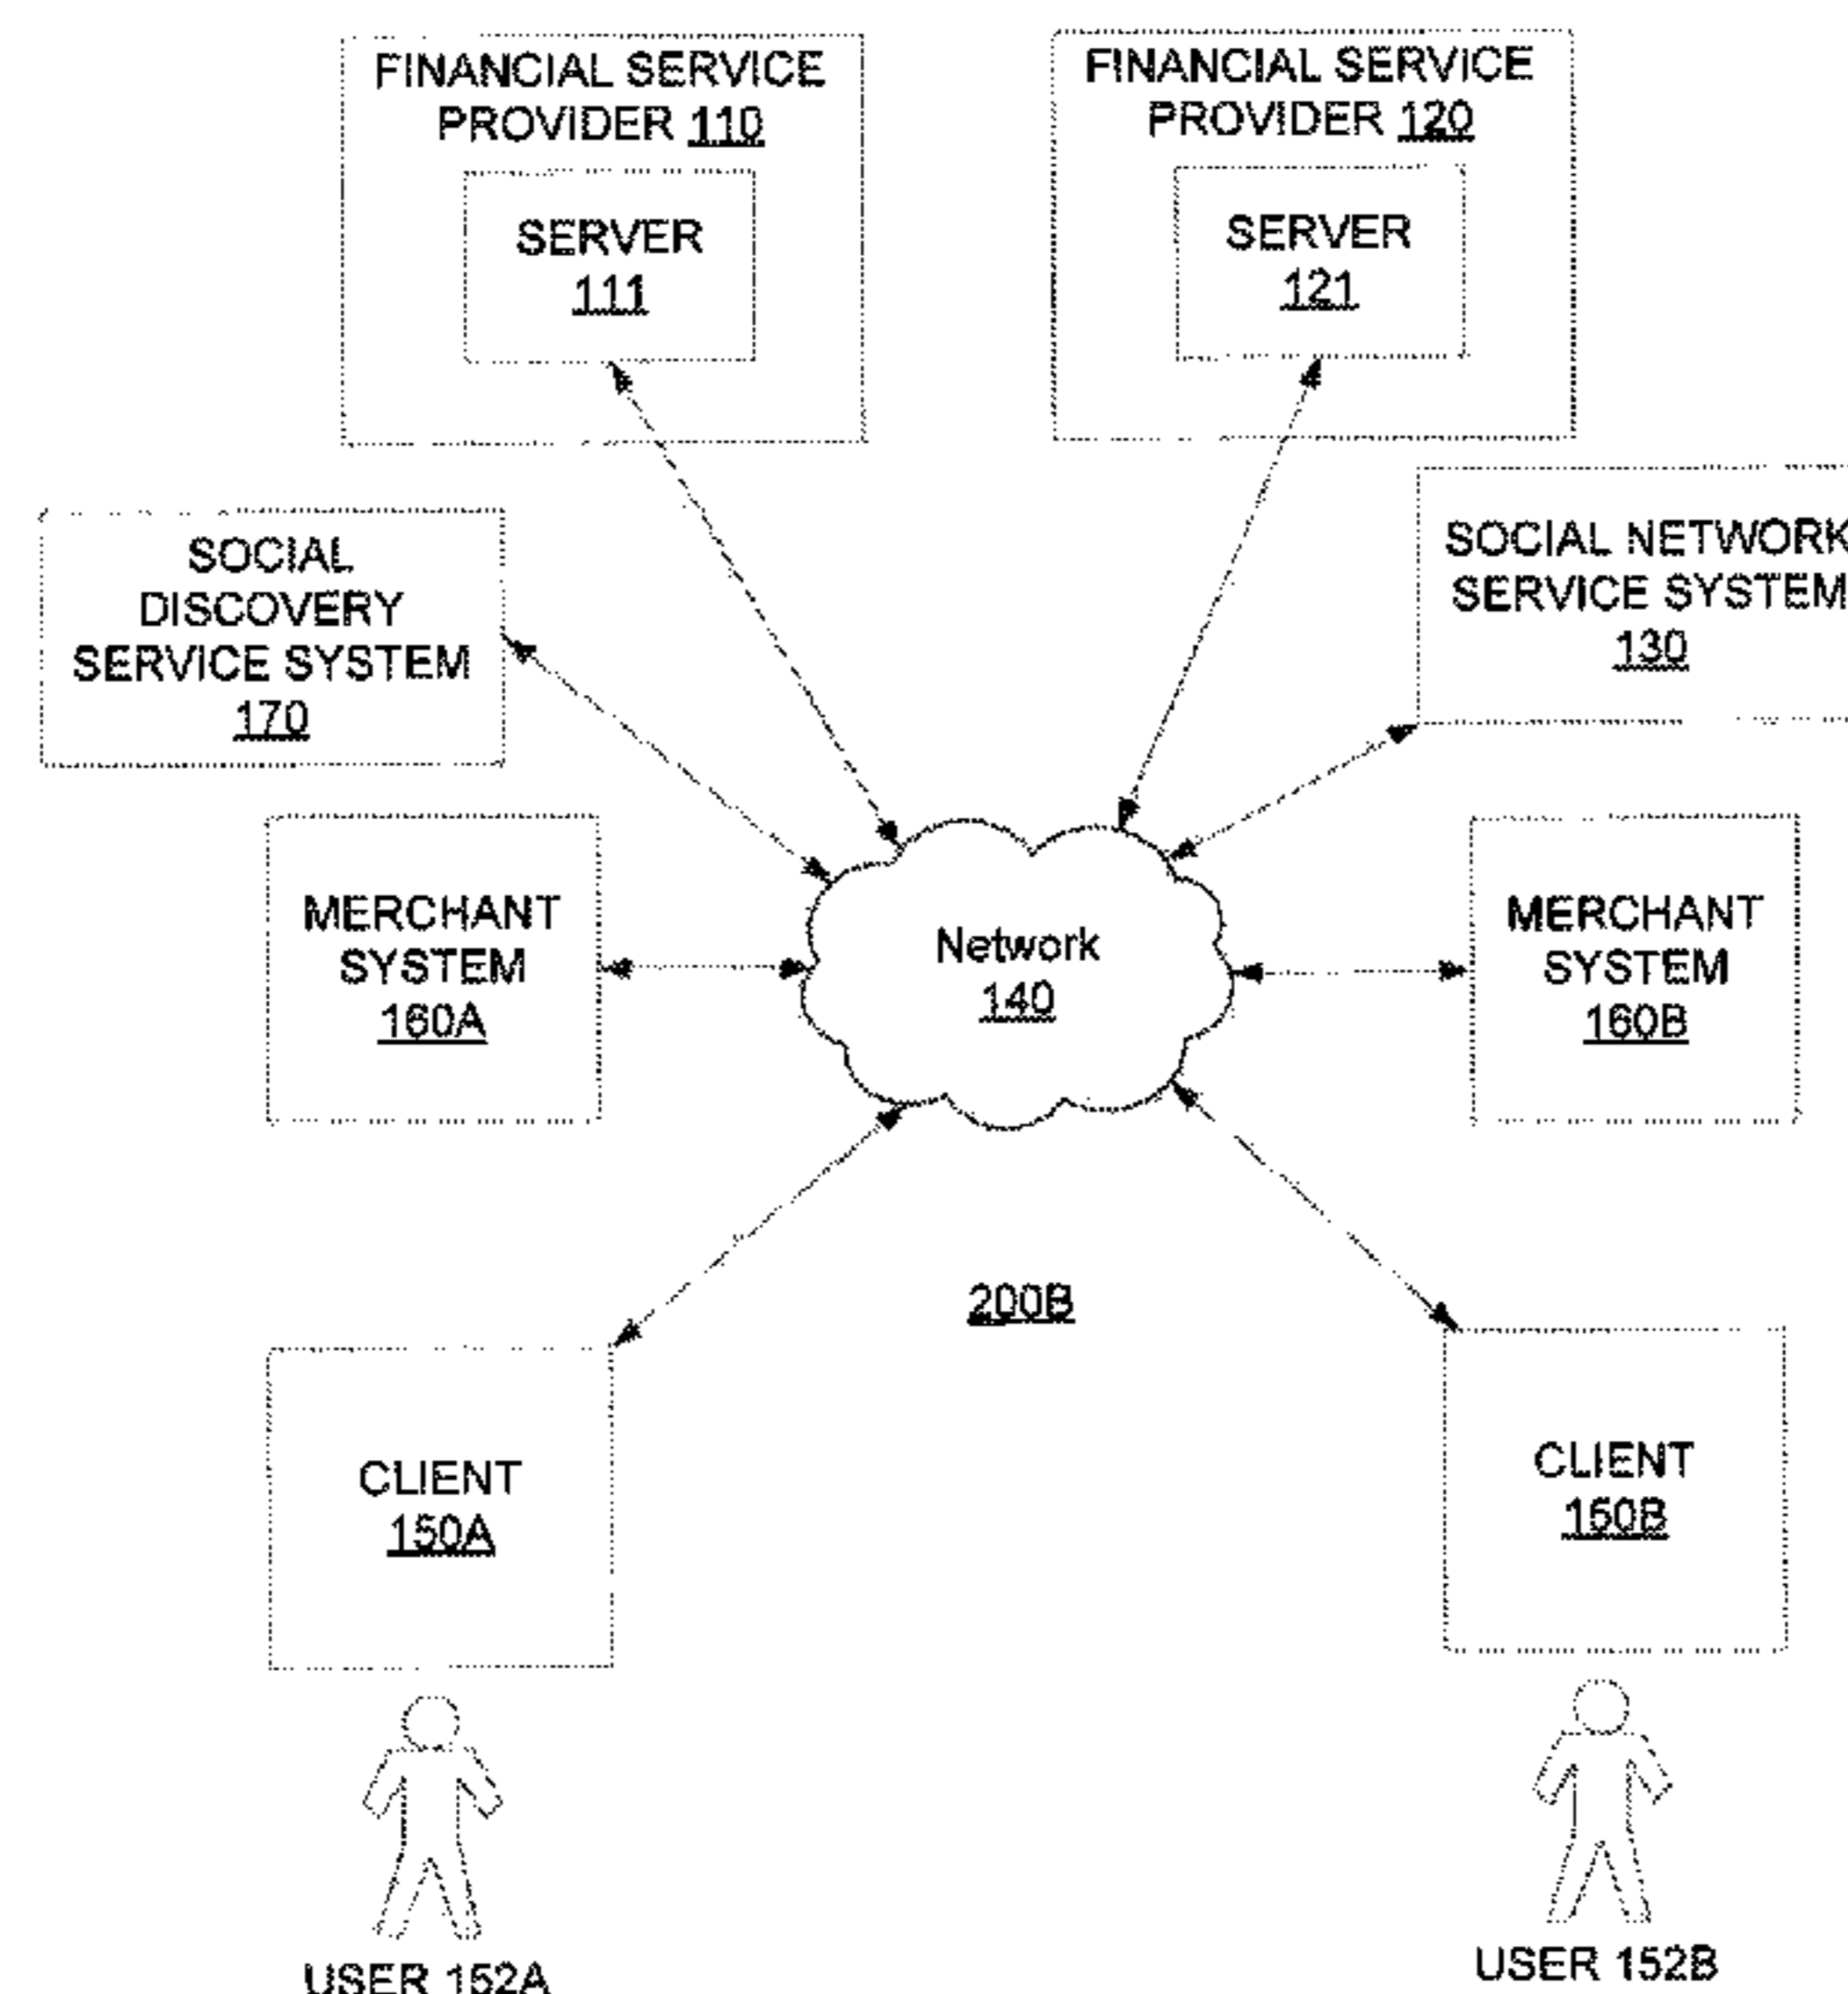 FINANCIAL SERVICE
PROVIDER 110
SERVER
111
FINANCIAL SERVICE
PROVIDER 120
SERVER
121
SOCIAL
DISCOVERY
SERVICE SYSTEM
170
SOCIAL NETWORK
SERVICE SYSTEM
130
MERCHANT
SYSTEM
160A
Network
140
MERCHANT
SYSTEM
160B
200B
CLIENT
150A
CLIENT
150B
USER 152A
USER 152B